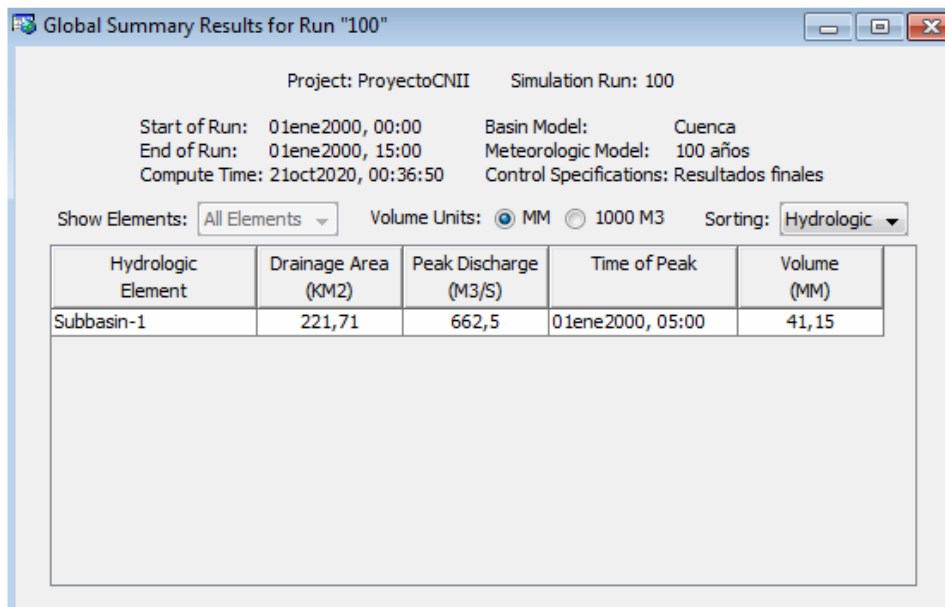 Global Summary Results for Run "100"
Project: ProyectoCNII Simulation Run: 100
Start of Run: 01ene2000, 00:00 Basin Model: Cuenca
End of Run: 01ene2000, 15:00 Meteorologic Model: 100 años
Compute Time: 21oct2020, 00:36:50 Control Specifications: Resultados finales
Show Elements: All Elements Volume Units: MM 1000 M3 Sorting: Hydrologic
Hydrologic Drainage Area Peak Discharge Time of Peak Volume
Element (KM2) (M3/S) (MM)
Subbasin-1 221,71 662,5 01ene2000, 05:00 41,15